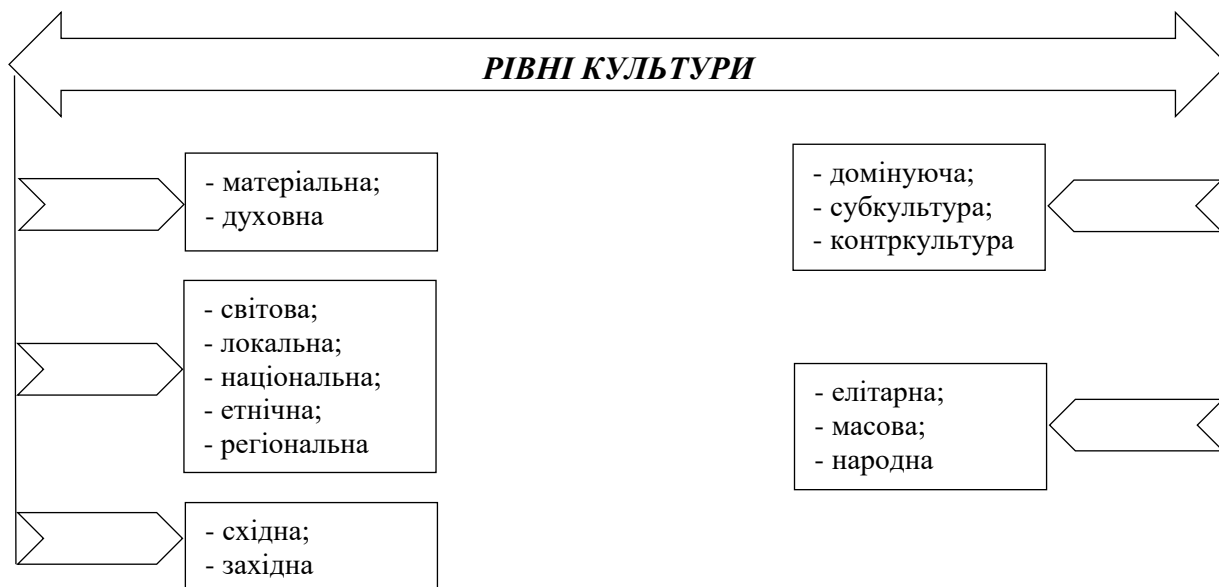 РІВНІ КУЛЬТУРИ
- матеріальна;
- духовна
- світова;
- локальна;
- національна;
- етнічна;
- регіональна
- східна;
- західна
- домінуюча;
- субкультура;
- контркультура
- елітарна;
- масова;
- народна